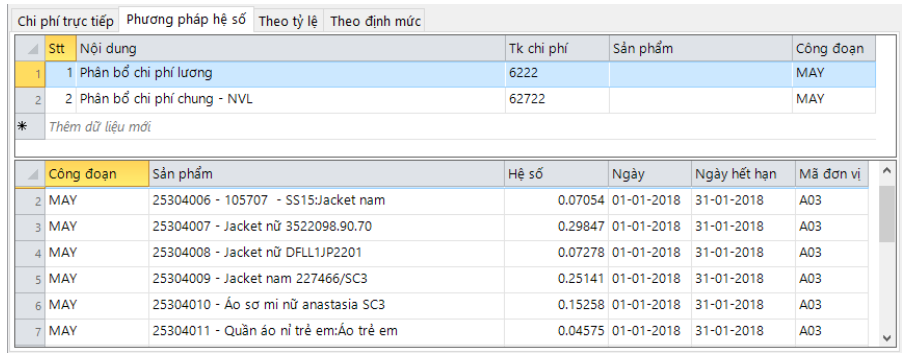 Chi phí trực tiếp Phương pháp hệ số Theo tỷ lệ Theo định mức
Stt Nội dung Tk chi phí Sản phẩm Công đoạn
1 1 Phân bổ chi phí lương 6222 MAY
2 2 Phân bổ chi phí chung - NVL 62722 MAY
* Thêm dữ liệu mới
Công đoạn Sản phẩm Hệ số Ngày Ngày hết hạn Mã đơn vị
2 MAY 25304006 - 105707 - SS15:Jacket nam 0.07054 01-01-2018 31-01-2018 A03
3 MAY 25304007 - Jacket nữ 3522098.90.70 0.29847 01-01-2018 31-01-2018 A03
4 MAY 25304008 - Jacket nữ DFLL1JP2201 0.07278 01-01-2018 31-01-2018 A03
5 MAY 25304009 - Jacket nam 227466/SC3 0.25141 01-01-2018 31-01-2018 A03
6 MAY 25304010 - Áo sơ mi nữ anastasia SC3 0.15258 01-01-2018 31-01-2018 A03
7 MAY 25304011 - Quần áo nỉ trẻ em:Áo trẻ em 0.04575 01-01-2018 31-01-2018 A03